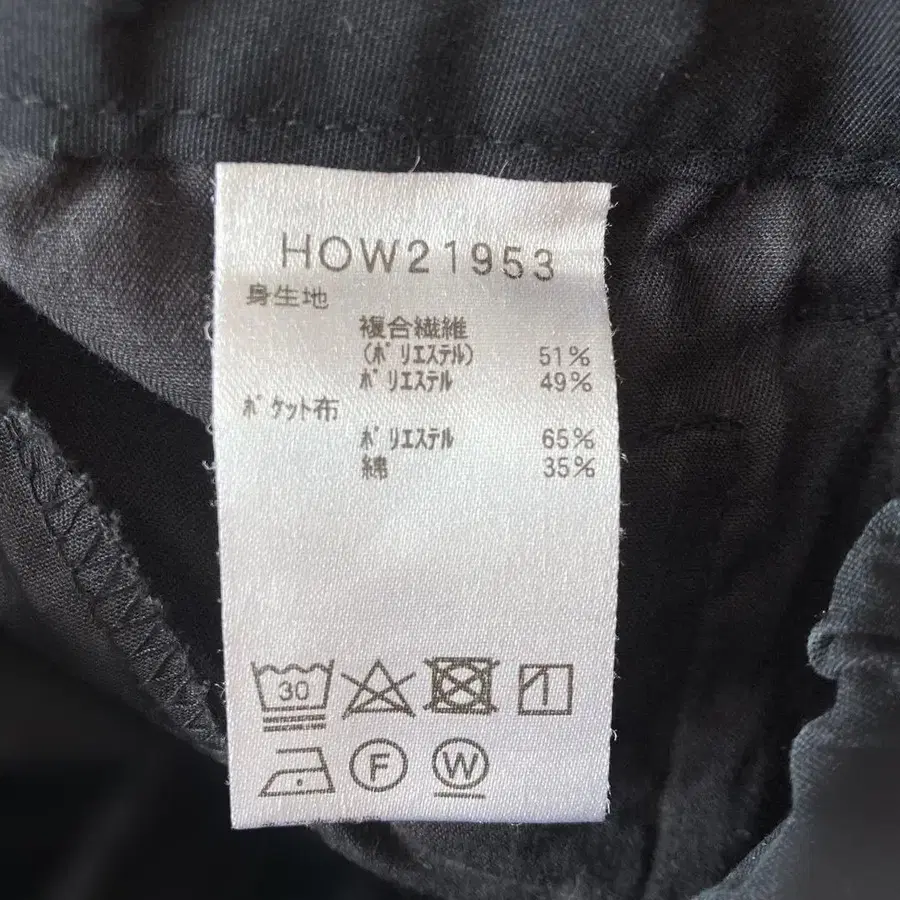 HOW21953
身生地
複合繊維
(ﾎﾟﾘｴｽﾃﾙ) 51%
ﾎﾟﾘｴｽﾃﾙ 49%
ﾎﾟｹｯﾄ布
ﾎﾟﾘｴｽﾃﾙ 65%
綿 35%
30
F W